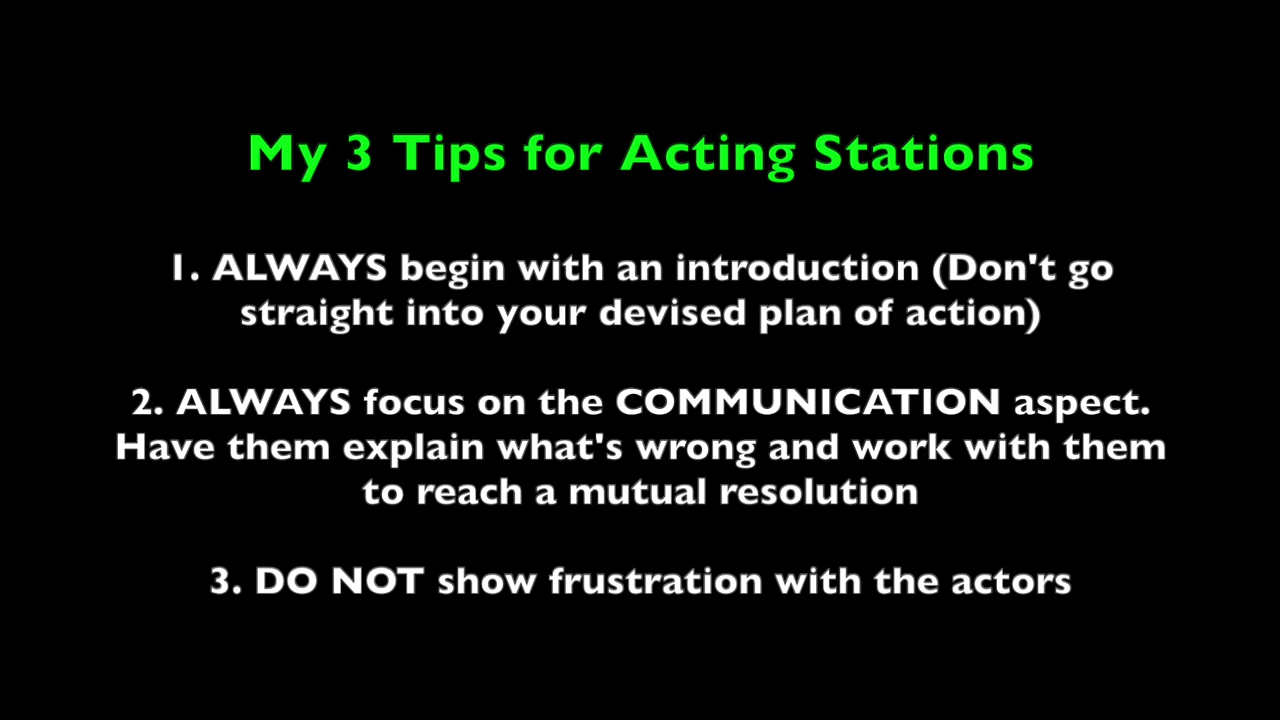 My 3 Tips for Acting Stations
1. ALWAYS begin with an introduction (Don't go
straight into your devised plan of action)
2. ALWAYS focus on the COMMUNICATION aspect.
Have them explain what's wrong and work with them
to reach a mutual resolution
3. DO NOT show frustration with the actors